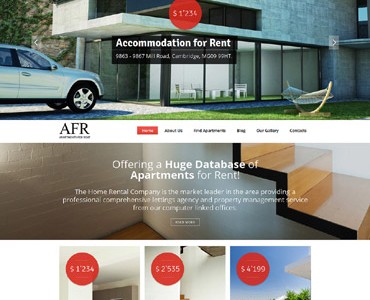 $ 1'234
Accommodation for Rent
9863 - 9867 Mill Road, Cambridge, MG09 99HT.
AFR
Home About Us Find Apartments Blog Our Gallery Contacts
Offering a Huge Database of
Apartments for Rent!
The Home Rental Company is the market leader in the area providing a
professional comprehensive lettings agency and property management service
from our computer linked offices.
READ MORE
$ 1'234 $ 2'535 $ 4'199